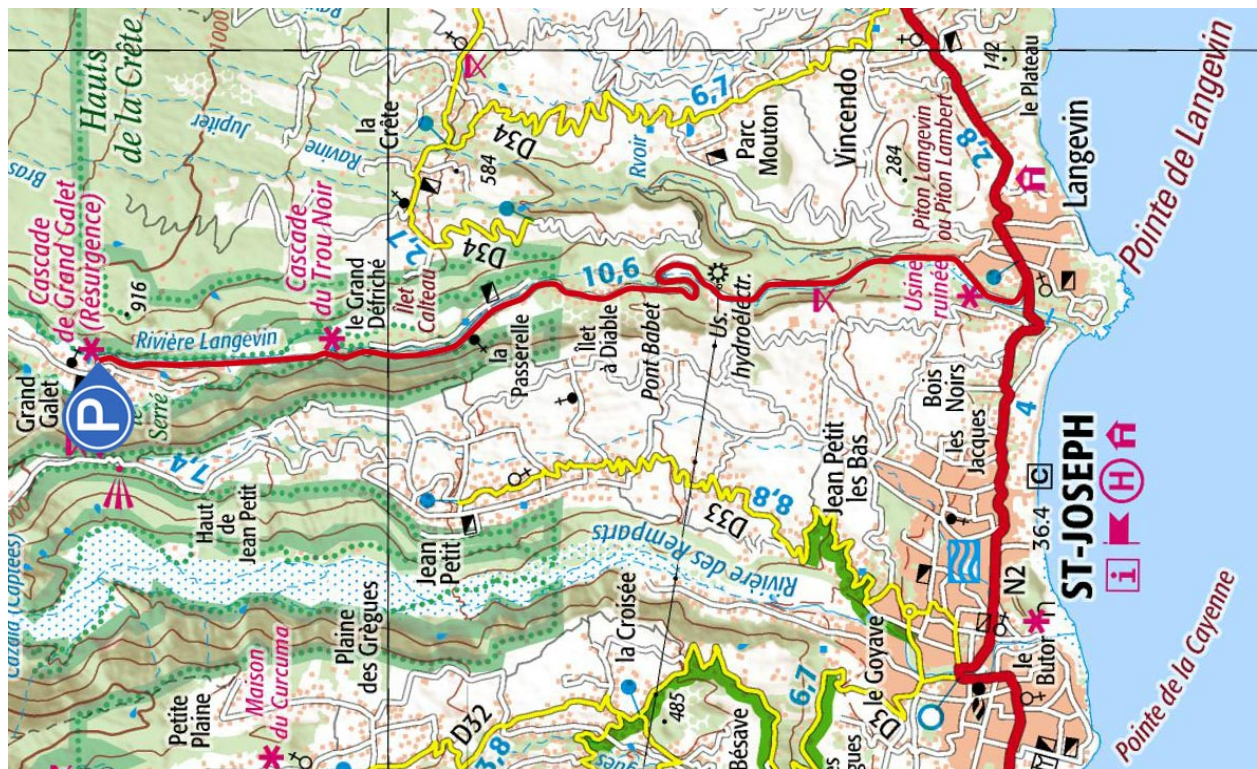 Hauts
de la Crête
1000
Jupiter
Ravine
Bras
la
Crête
584
D34
6,7
Rvoir
Parc
Mouton
Vincendo
284
Piton Langevin
ou Piton Lambert
142
le Plateau
2,8
Langevin
Pointe de Langevin
Cascade
de Grand Galet
(Résurgence)
916
Cascade
du Trou Noir
le Grand
Défriché
Îlet
Calteau
2,7
D34
10,6
Rivière Langevin
Grand
Galet
P
Serré
la
Passerelle
Îlet
à Diable
Pont Babet
Us.
hydroélectr.
Usine
ruinée
Bois
Noirs
les
Jacques
4
ST-JOSEPH
C
36.4
i
H
N2
7,4
Haut
de
Jean Petit
Jean
Petit
D33
8,8
Jean Petit
les Bas
Rivière des Remparts
Plaine
des Grègues
Petite
Plaine
Maison
du Curcuma
la Croisée
485
D32
3,8
Bésave
6,7
le Goyave
D3
le
Butor
Pointe de la Cayenne